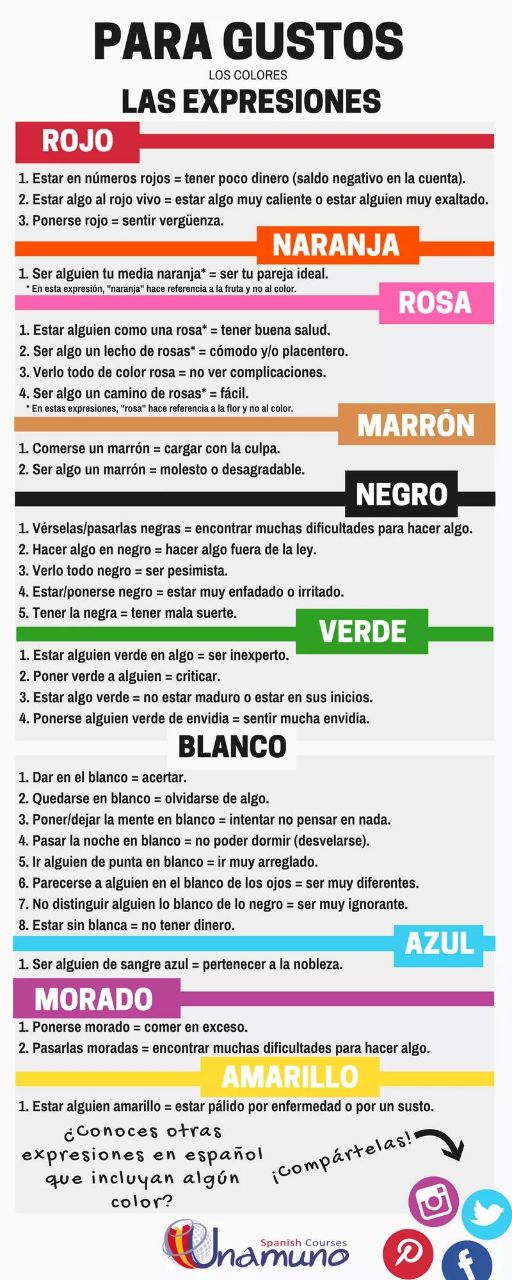 PARA GUSTOS
LOS COLORES
LAS EXPRESIONES
ROJO
1. Estar en números rojos = tener poco dinero (saldo negativo en la cuenta).
2. Estar algo al rojo vivo = estar algo muy caliente o estar alguien muy exaltado.
3. Ponerse rojo = sentir vergüenza.
NARANJA
1. Ser alguien tu media naranja* = ser tu pareja ideal.
* En esta expresión, "naranja" hace referencia a la fruta y no al color.
ROSA
1. Estar alguien como una rosa* = tener buena salud.
2. Ser algo un lecho de rosas* = cómodo y/o placentero.
3. Verlo todo de color rosa = no ver complicaciones.
4. Ser algo un camino de rosas* = fácil.
* En estas expresiones, "rosa" hace referencia a la flor y no al color.
MARRÓN
1. Comerse un marrón = cargar con la culpa.
2. Ser algo un marrón = molesto o desagradable.
NEGRO
1. Vérselas/pasarlas negras = encontrar muchas dificultades para hacer algo.
2. Hacer algo en negro = hacer algo fuera de la ley.
3. Verlo todo negro = ser pesimista.
4. Estar/ponerse negro = estar muy enfadado o irritado.
5. Tener la negra = tener mala suerte.
VERDE
1. Estar alguien verde en algo = ser inexperto.
2. Poner verde a alguien = criticar.
3. Estar algo verde = no estar maduro o estar en sus inicios.
4. Ponerse alguien verde de envidia = sentir mucha envidia.
BLANCO
1. Dar en el blanco = acertar.
2. Quedarse en blanco = olvidarse de algo.
3. Poner/dejar la mente en blanco = intentar no pensar en nada.
4. Pasar la noche en blanco = no poder dormir (desvelarse).
5. Ir alguien de punta en blanco = ir muy arreglado.
6. Parecerse a alguien en el blanco de los ojos = ser muy diferentes.
7. No distinguir alguien lo blanco de lo negro = ser muy ignorante.
8. Estar sin blanca = no tener dinero.
AZUL
1. Ser alguien de sangre azul = pertenecer a la nobleza.
MORADO
1. Ponerse morado = comer en exceso.
2. Pasarlas moradas = encontrar muchas dificultades para hacer algo.
AMARILLO
1. Estar alguien amarillo = estar pálido por enfermedad o por un susto.
¿Conoces otras
expresiones en español
que incluyan algún
color?
¡Compártelas!
Spanish Courses
Unamuno